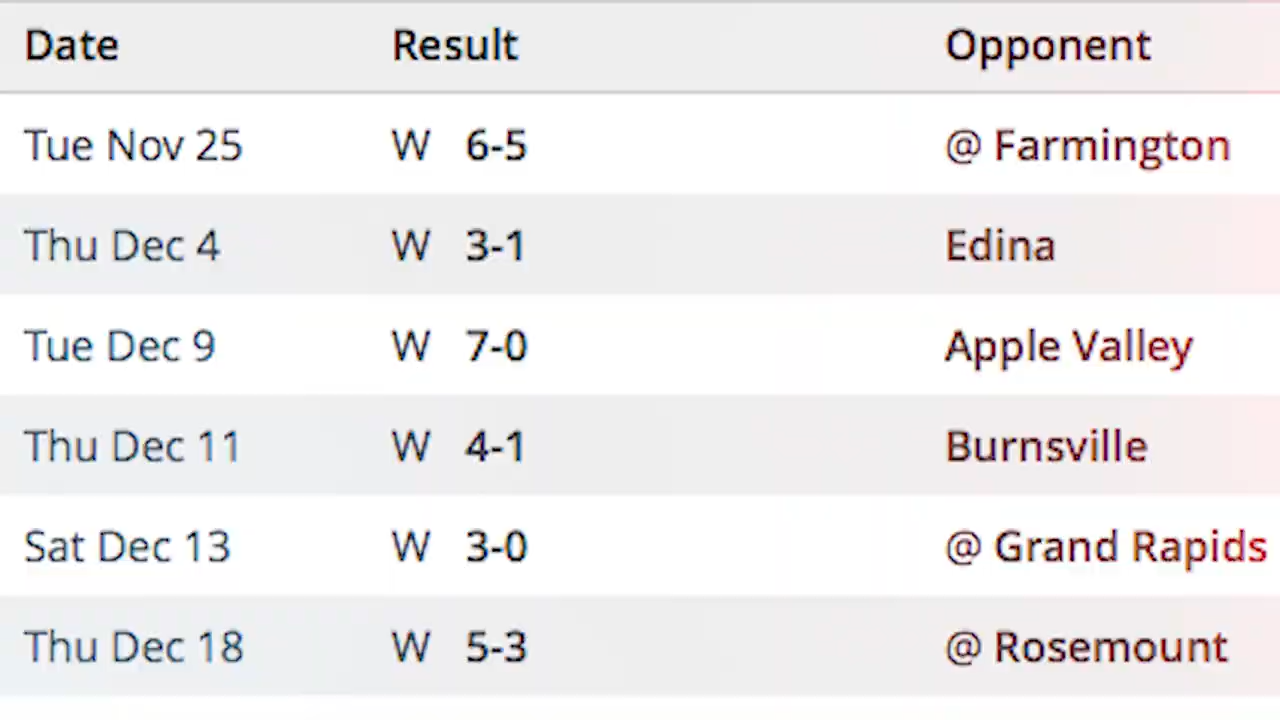 Date Result Opponent
Tue Nov 25 W 6-5 @ Farmington
Thu Dec 4 W 3-1 Edina
Tue Dec 9 W 7-0 Apple Valley
Thu Dec 11 W 4-1 Burnsville
Sat Dec 13 W 3-0 @ Grand Rapids
Thu Dec 18 W 5-3 @ Rosemount